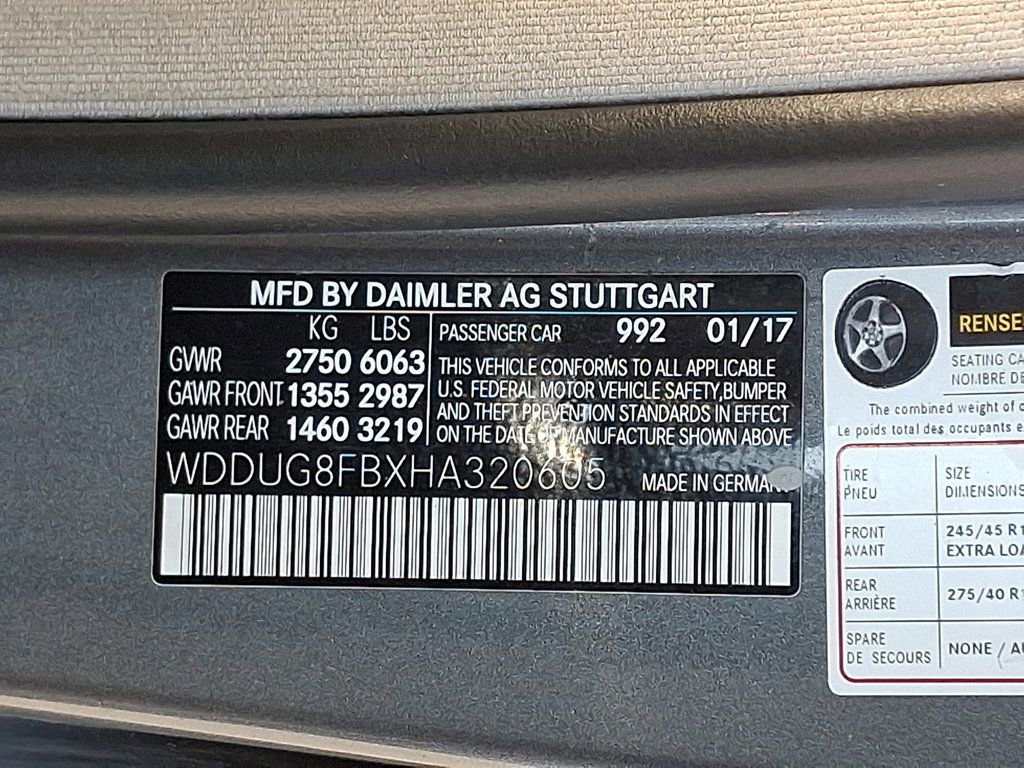 MFD BY DAIMLER AG STUTTGART
KG LBS
GVWR 2750 6063
GAWR FRONT 1355 2987
GAWR REAR 1460 3219
PASSENGER CAR 992 01/17
THIS VEHICLE CONFORMS TO ALL APPLICABLE
U.S. FEDERAL MOTOR VEHICLE SAFETY, BUMPER
AND THEFT PREVENTION STANDARDS IN EFFECT
ON THE DATE OF MANUFACTURE SHOWN ABOVE
WDDUG8FBXHA320605 MADE IN GERMANY
RENSE
SEATING CA
NOMBRE DE
The combined weight of
Le poids total des occupants e
TIRE SIZE
PNEU DIMENSIONS
FRONT 245/45 R1
AVANT EXTRA LOA
REAR
ARRIÈRE 275/40 R1
SPARE
DE SECOURS NONE / AU